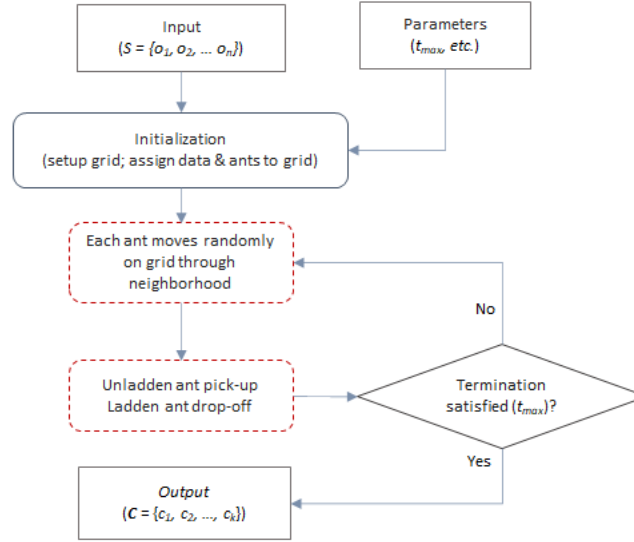 Input
(S = {o1, o2, ... on})
Parameters
(tmax, etc.)
Initialization
(setup grid; assign data & ants to grid)
Each ant moves randomly
on grid through
neighborhood
No
Unladden ant pick-up
Ladden ant drop-off
Termination
satisfied (tmax)?
Yes
Output
(C = {c1, c2, ..., ck})